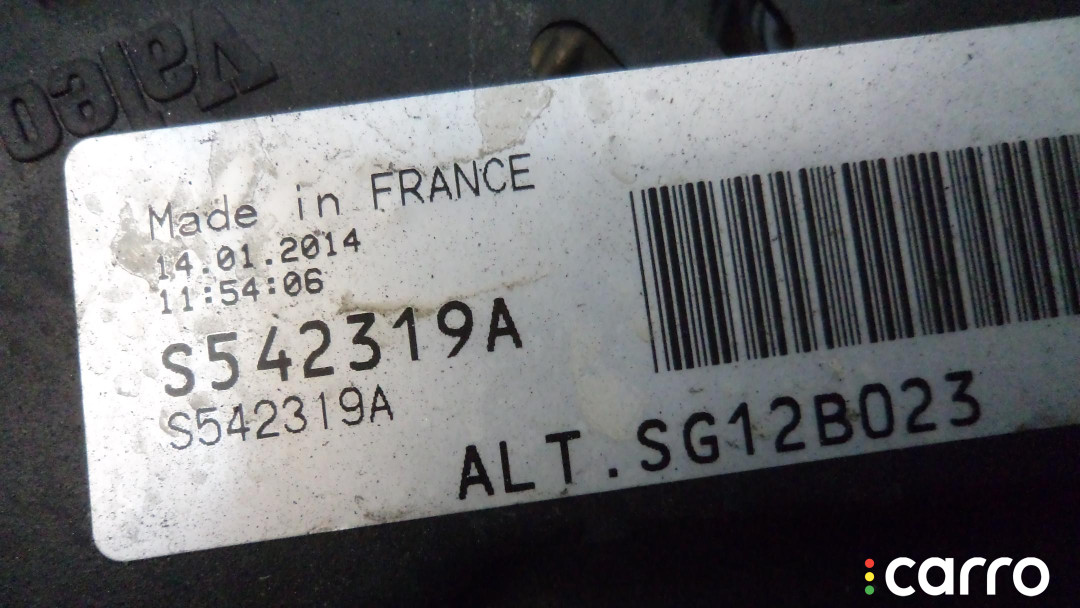 Valeo
Made in FRANCE
14.01.2014
11:54:06
S542319A
S542319A
ALT.SG12B023
carro